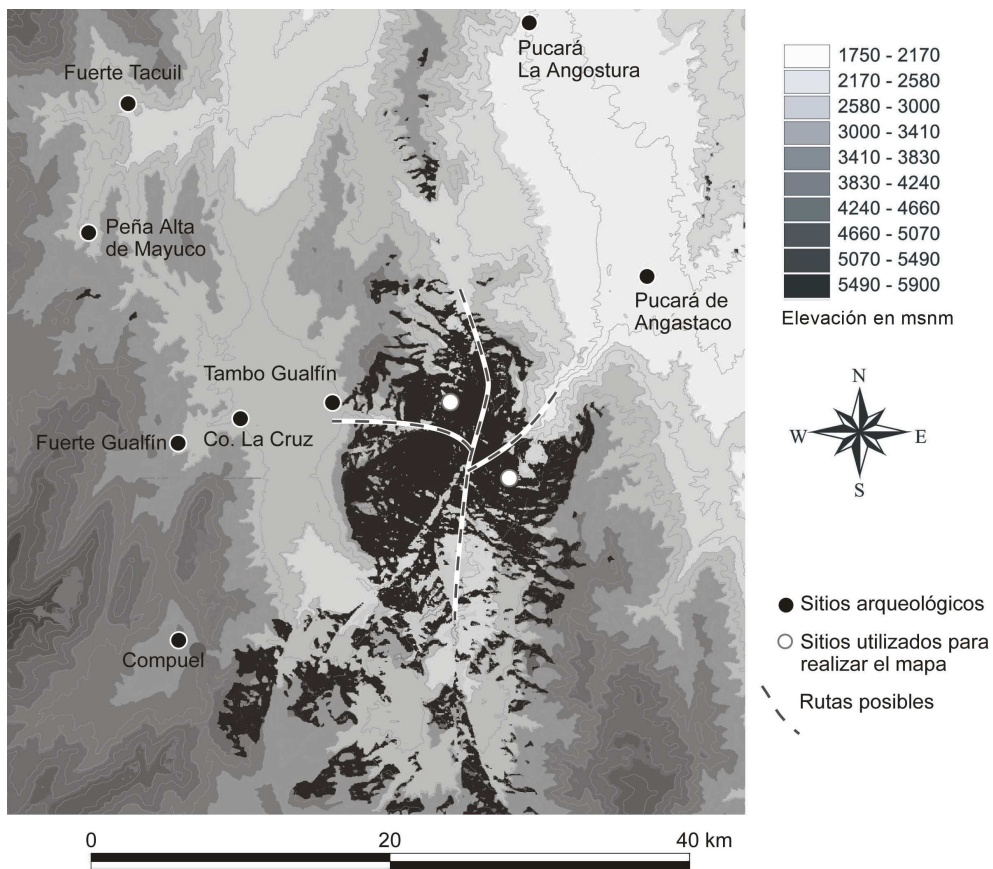 Pucará
La Angostura
Fuerte Tacuil
Peña Alta
de Mayuco
Pucará de
Angastaco
Tambo Gualfín
Co. La Cruz
Fuerte Gualfín
Compuel
1750 - 2170
2170 - 2580
2580 - 3000
3000 - 3410
3410 - 3830
3830 - 4240
4240 - 4660
4660 - 5070
5070 - 5490
5490 - 5900
Elevación en msnm
N
W
E
S
Sitios arqueológicos
Sitios utilizados para
realizar el mapa
Rutas posibles
0
20
40 km